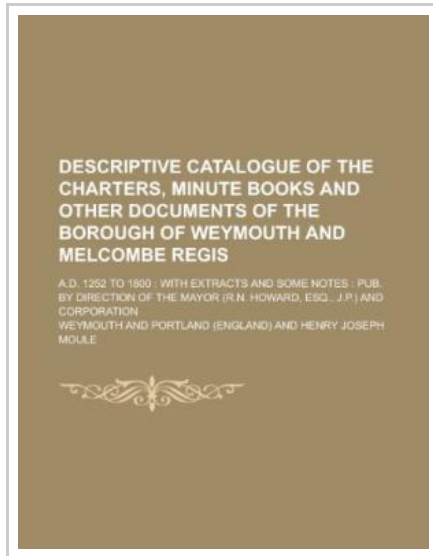 DESCRIPTIVE CATALOGUE OF THE
CHARTERS, MINUTE BOOKS AND
OTHER DOCUMENTS OF THE
BOROUGH OF WEYMOUTH AND
MELCOMBE REGIS
A.D. 1252 TO 1800 : WITH EXTRACTS AND SOME NOTES : PUB.
BY DIRECTION OF THE MAYOR (R.N. HOWARD, ESQ., J.P.) AND
CORPORATION
WEYMOUTH AND PORTLAND (ENGLAND) AND HENRY JOSEPH
MOULE